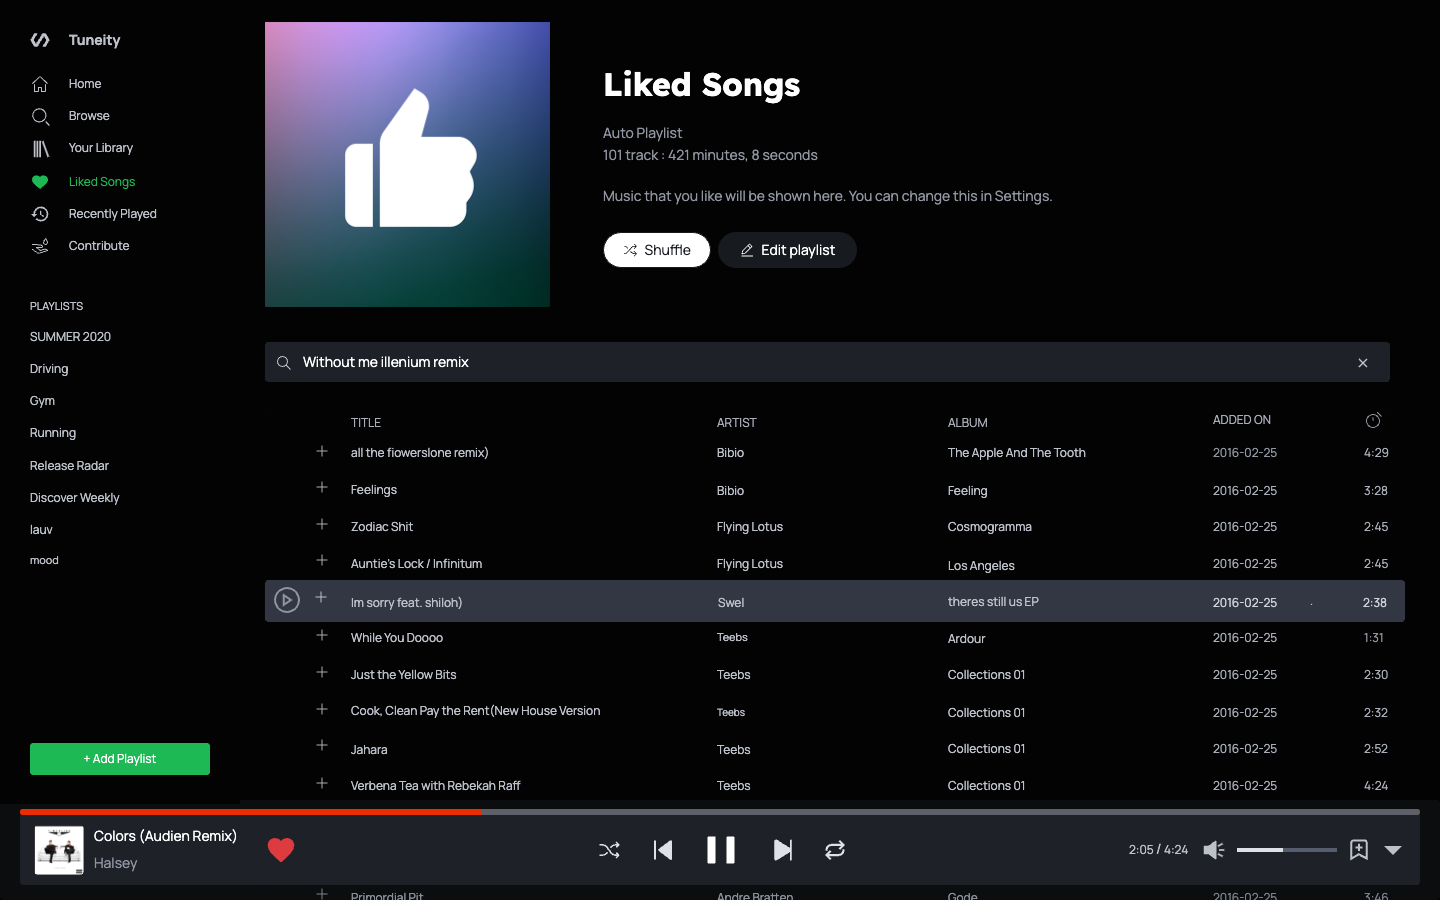 Tuneity
Home
Browse
Your Library
Liked Songs
Recently Played
Contribute
PLAYLISTS
SUMMER 2020
Driving
Gym
Running
Release Radar
Discover Weekly
lauv
mood
+ Add Playlist
Liked Songs
Auto Playlist
101 track : 421 minutes, 8 seconds
Music that you like will be shown here. You can change this in Settings.
Shuffle Edit playlist
Without me illenium remix
TITLE ARTIST ALBUM ADDED ON
all the fiowerslone remix) Bibio The Apple And The Tooth 2016-02-25 4:29
Feelings Bibio Feeling 2016-02-25 3:28
Zodiac Shit Flying Lotus Cosmogramma 2016-02-25 2:45
Auntie's Lock / Infinitum Flying Lotus Los Angeles 2016-02-25 2:45
Im sorry feat. shiloh) Swel theres still us EP 2016-02-25 . 2:38
While You Doooo Teebs Ardour 2016-02-25 1:31
Just the Yellow Bits Teebs Collections 01 2016-02-25 2:30
Cook, Clean Pay the Rent(New House Version Teebs Collections 01 2016-02-25 2:32
Jahara Teebs Collections 01 2016-02-25 2:52
Verbena Tea with Rebekah Raff Teebs Collections 01 2016-02-25 4:24
Colors (Audien Remix)
Halsey
2:05 / 4:24
Primordial Pit Andre Bratten Gode 2016-02-25 3:46